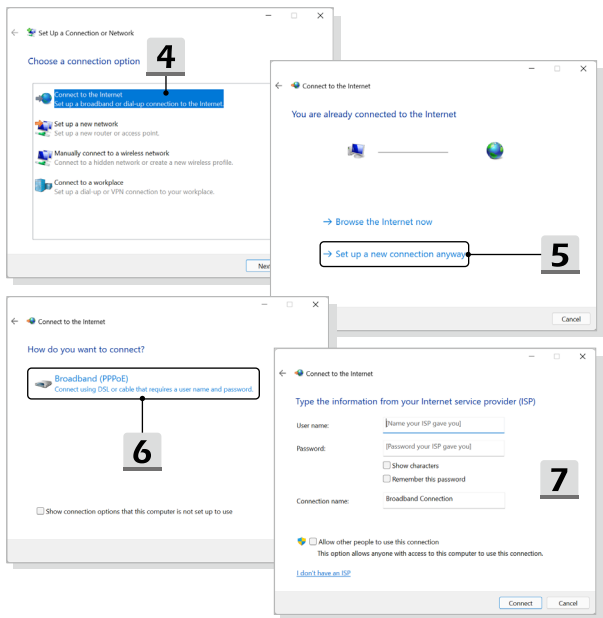 Set Up a Connection or Network
Choose a connection option
4
Connect to the Internet
Set up a broadband or dial-up connection to the Internet.
Set up a new network
Set up a new router or access point.
Manually connect to a wireless network
Connect to a hidden network or create a new wireless profile.
Connect to a workplace
Set up a dial-up or VPN connection to your workplace.
Connect to the Internet
You are already connected to the Internet
→ Browse the Internet now
→ Set up a new connection anyway
5
Cancel
Connect to the Internet
How do you want to connect?
Broadband (PPPoE)
Connect using DSL or cable that requires a user name and password.
6
Show connection options that this computer is not set up to use
Connect to the Internet
Type the information from your Internet service provider (ISP)
User name:
[Name your ISP gave you]
Password:
[Password your ISP gave you]
Show characters
Remember this password
7
Connection name:
Broadband Connection
Allow other people to use this connection
This option allows anyone with access to this computer to use this connection.
I don't have an ISP
Connect
Cancel